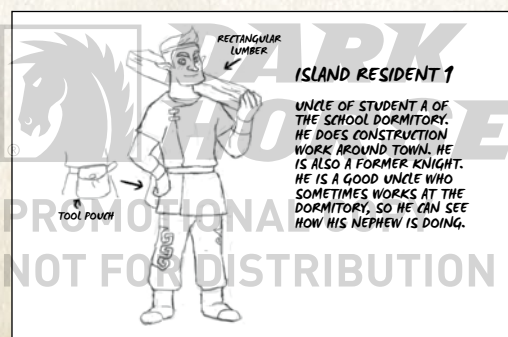 DARK
HORSE
RECTANGULAR
LUMBER
ISLAND RESIDENT 1
UNCLE OF STUDENT A OF
THE SCHOOL DORMITORY.
HE DOES CONSTRUCTION
WORK AROUND TOWN. HE
IS ALSO A FORMER KNIGHT.
HE IS A GOOD UNCLE WHO
SOMETIMES WORKS AT THE
DORMITORY, SO HE CAN SEE
HOW HIS NEPHEW IS DOING.
TOOL POUCH
®
PROMOTIONAL COPY
NOT FOR DISTRIBUTION